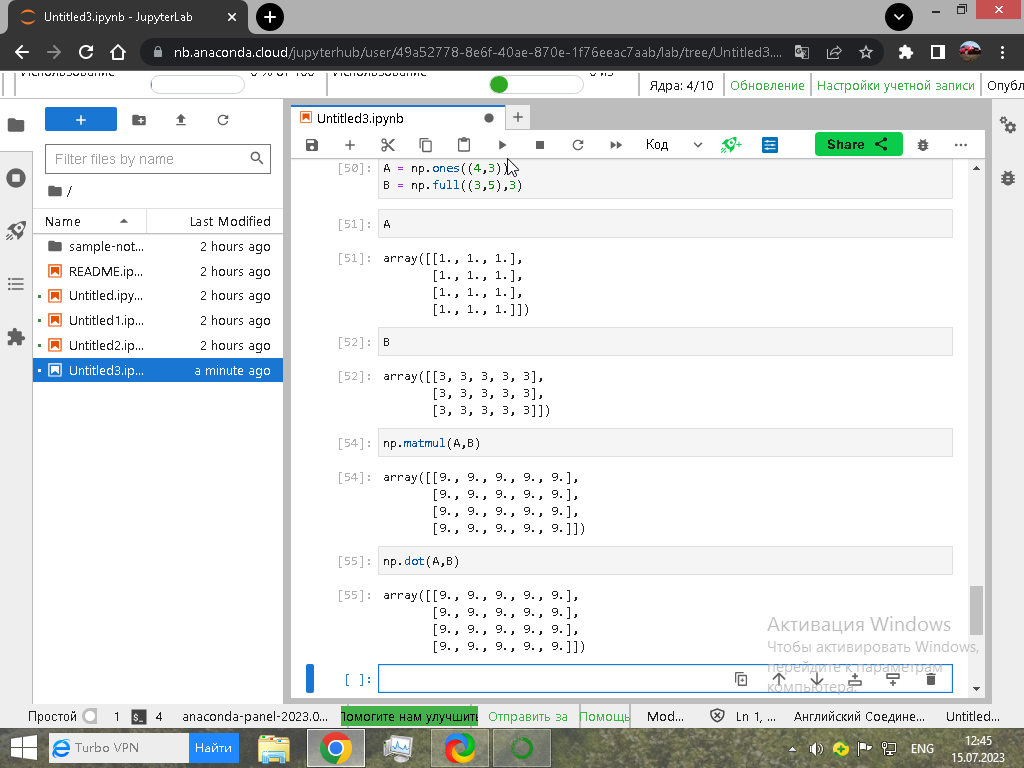 Untitled3.ipynb - JupyterLab
nb.anaconda.cloud/jupyterhub/user/49a52778-8e6f-40ae-870e-1f76eeac7aab/lab/tree/Untitled3....
Использование 0 % от 100 Использование 0 из
Ядра: 4/10 Обновление Настройки учетной записи Опубл
Untitled3.ipynb
Filter files by name
/
Name Last Modified
sample-not... 2 hours ago
README.ip... 2 hours ago
Untitled.ipy... 2 hours ago
Untitled1.ip... 2 hours ago
Untitled2.ip... 2 hours ago
Untitled3.ip... a minute ago
Код
Share
[50]: A = np.ones((4,3))
B = np.full((3,5),3)
[51]: A
[51]: array([[1., 1., 1.],
[1., 1., 1.],
[1., 1., 1.],
[1., 1., 1.]])
[52]: B
[52]: array([[3, 3, 3, 3, 3],
[3, 3, 3, 3, 3],
[3, 3, 3, 3, 3]])
[54]: np.matmul(A,B)
[54]: array([[9., 9., 9., 9., 9.],
[9., 9., 9., 9., 9.],
[9., 9., 9., 9., 9.],
[9., 9., 9., 9., 9.]])
[55]: np.dot(A,B)
[55]: array([[9., 9., 9., 9., 9.],
[9., 9., 9., 9., 9.],
[9., 9., 9., 9., 9.],
[9., 9., 9., 9., 9.]])
[ ]:
Активация Windows
Чтобы активировать Windows,
перейдите к параметрам
компьютера.
Простой 1 $_ 4 anaconda-panel-2023.0... Помогите нам улучшить Отправить за Помощь Mod... Ln 1, ... Английский Соедине... Untitled...
Turbo VPN Найти
ENG
12:45
15.07.2023